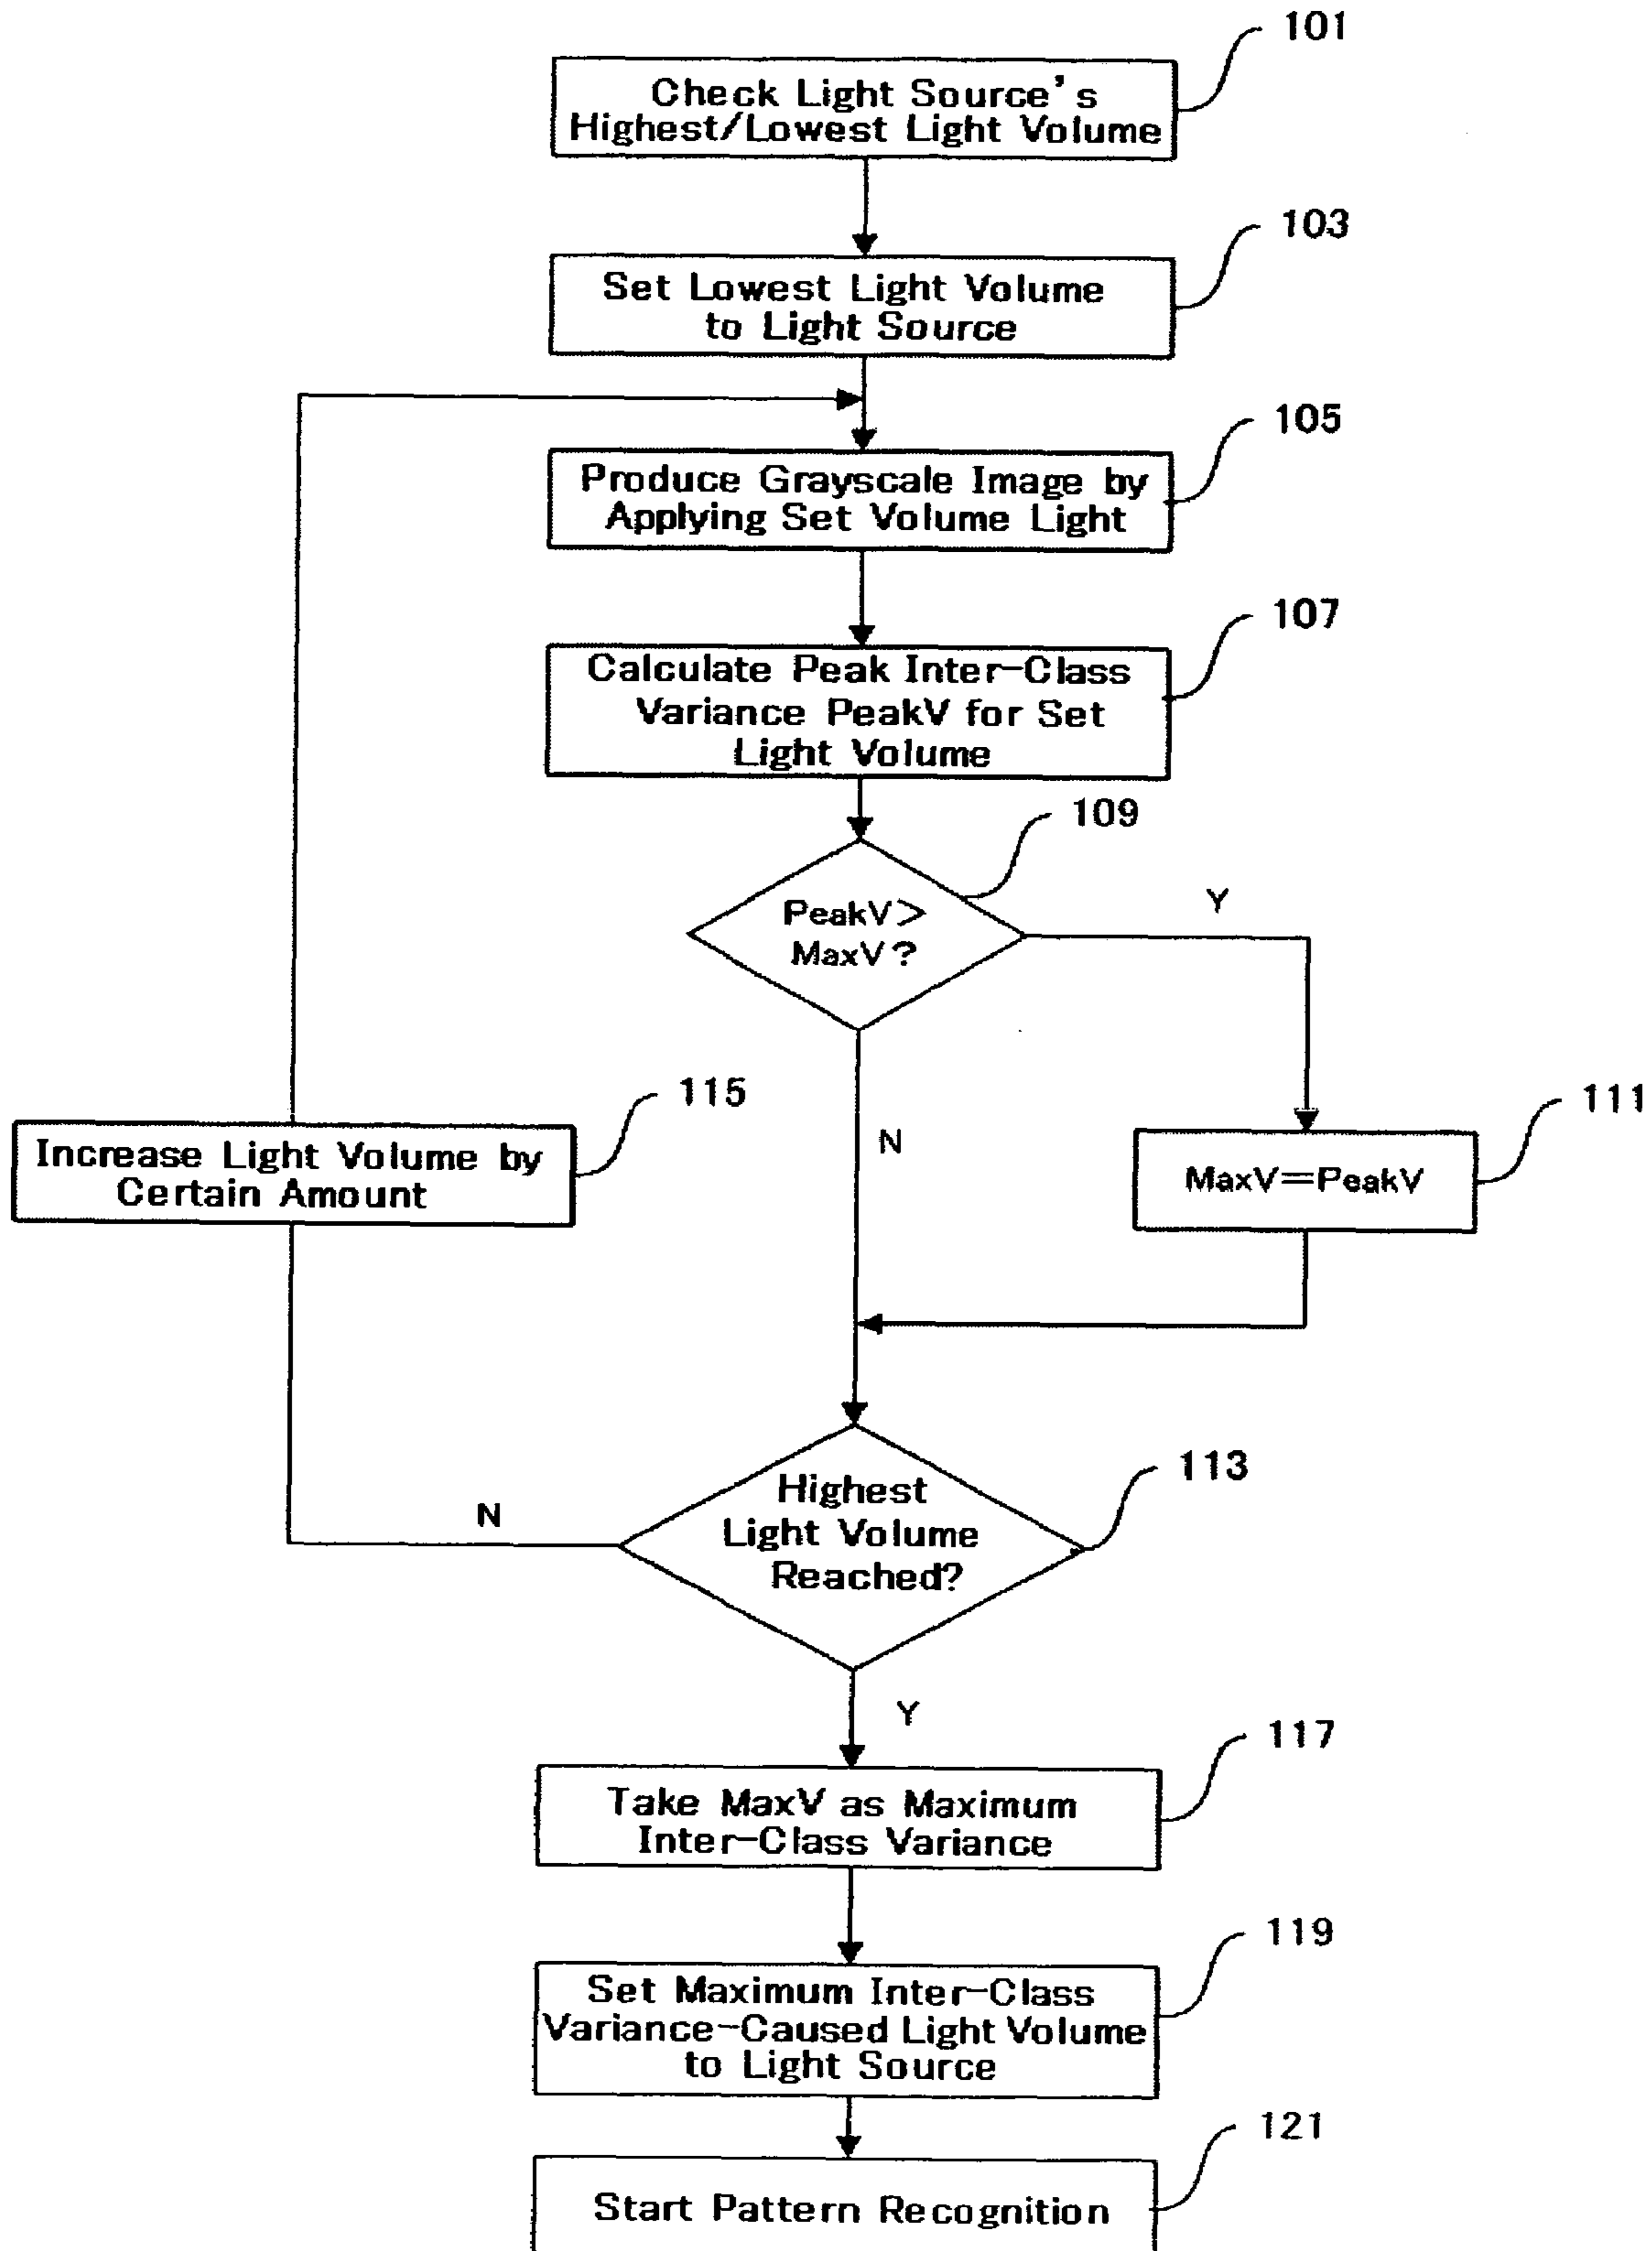 101
Check Light Source's
Highest/Lowest Light Volume
103
Set Lowest Light Volume
to Light Source
105
Produce Grayscale Image by
Applying Set Volume Light
107
Calculate Peak Inter-Class
Variance PeakV for Set
Light Volume
109
PeakV>
MaxV?
Y
N
111
MaxV=PeakV
115
Increase Light Volume by
Certain Amount
113
Highest
Light Volume
Reached?
N
Y
117
Take MaxV as Maximum
Inter-Class Variance
119
Set Maximum Inter-Class
Variance-Caused Light Volume
to Light Source
121
Start Pattern Recognition